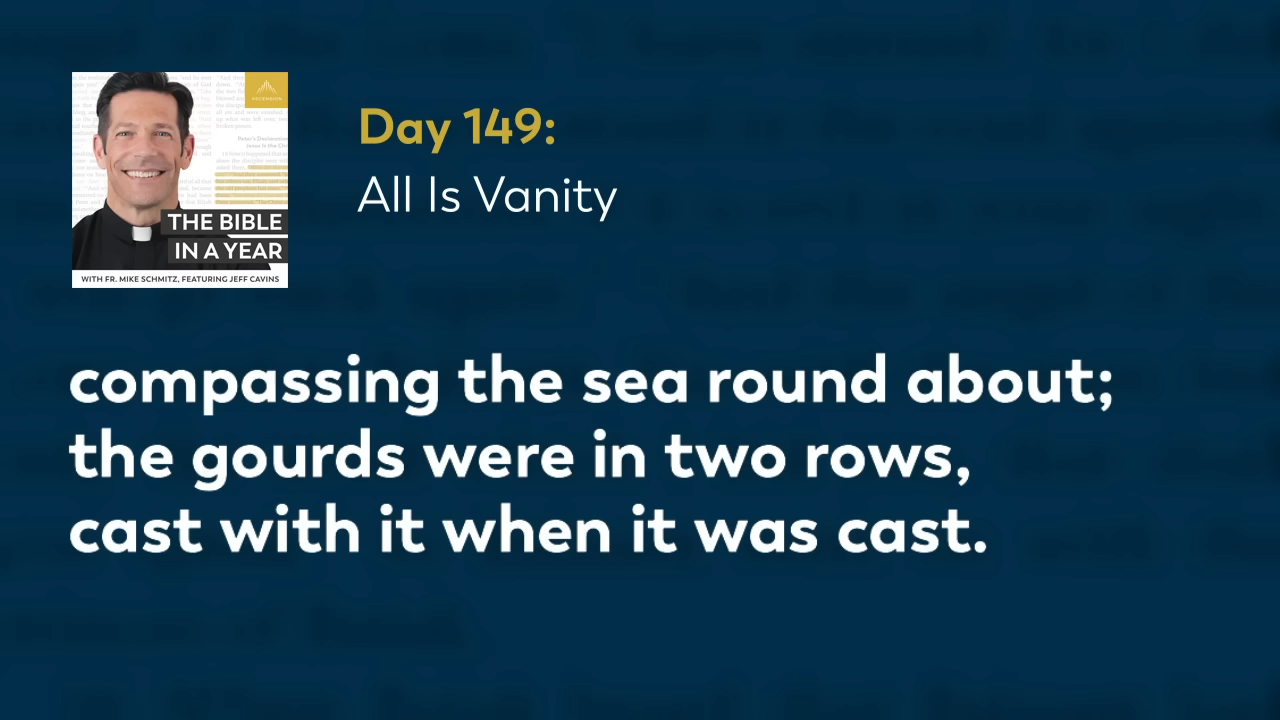 Day 149:
All Is Vanity
ASCENSION
THE BIBLE
IN A YEAR
WITH FR. MIKE SCHMITZ, FEATURING JEFF CAVINS
compassing the sea round about;
the gourds were in two rows,
cast with it when it was cast.